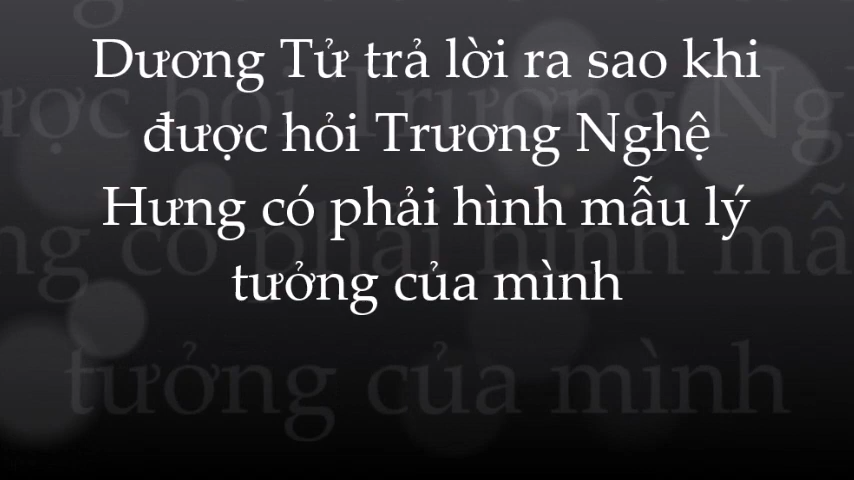 Dương Tử trả lời ra sao khi
được hỏi Trương Nghệ
Hưng có phải hình mẫu lý
tưởng của mình